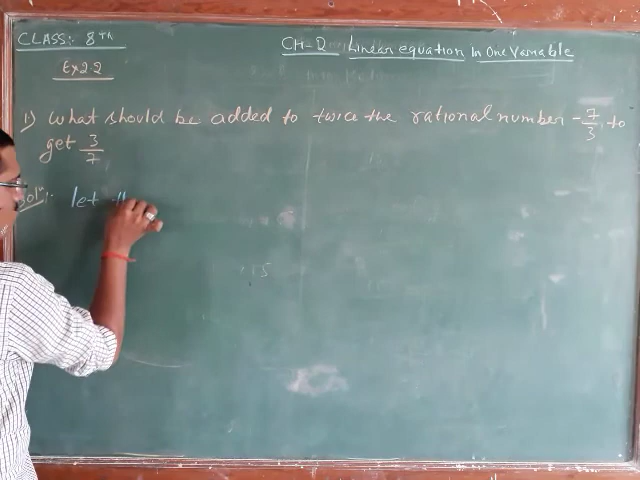 CLASS:- 8TH
CH-2 Linear equation in One Variable
Ex 2.2
1) What should be added to twice the rational number -7/3 to
get 3/7
Sol:- let th